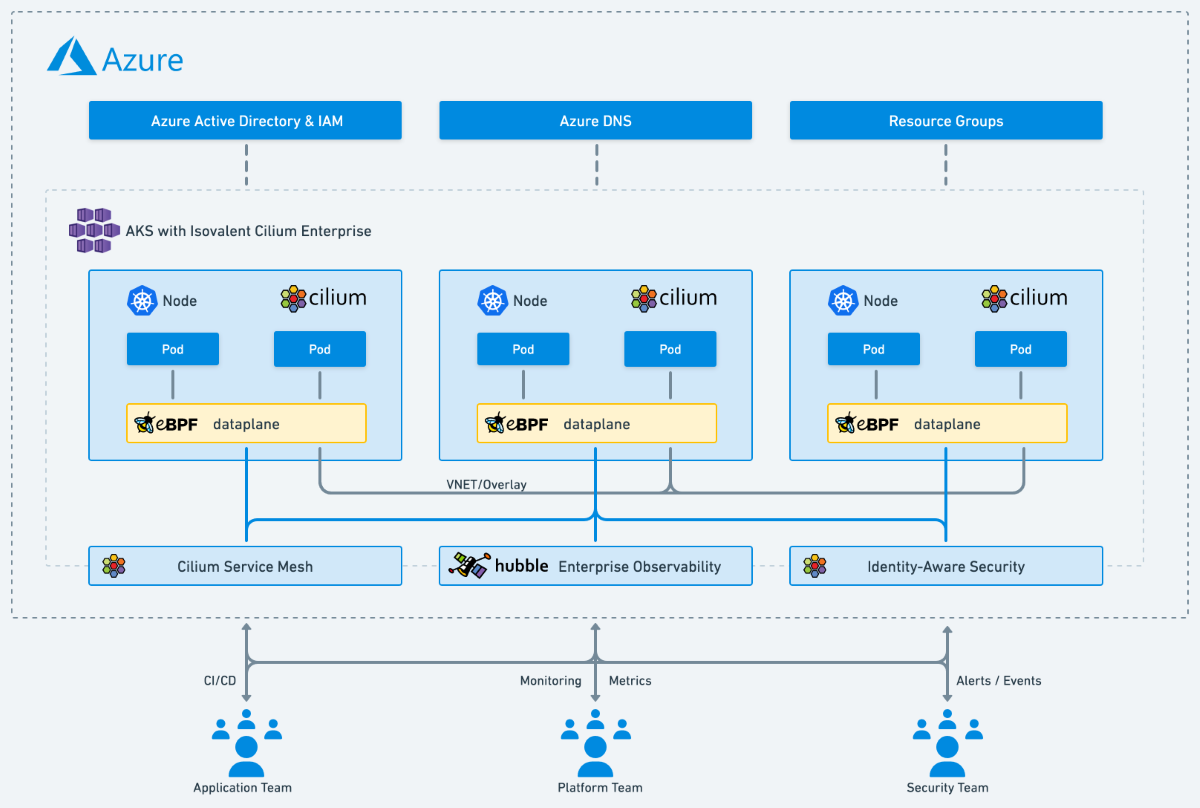 Azure
Azure Active Directory & IAM
Azure DNS
Resource Groups
AKS with Isovalent Cilium Enterprise
Node
cilium
Node
cilium
Node
cilium
Pod
Pod
Pod
Pod
Pod
Pod
eBPF dataplane
eBPF dataplane
eBPF dataplane
VNET/Overlay
Cilium Service Mesh
hubble Enterprise Observability
Identity-Aware Security
CI/CD
Monitoring
Metrics
Alerts / Events
Application Team
Platform Team
Security Team